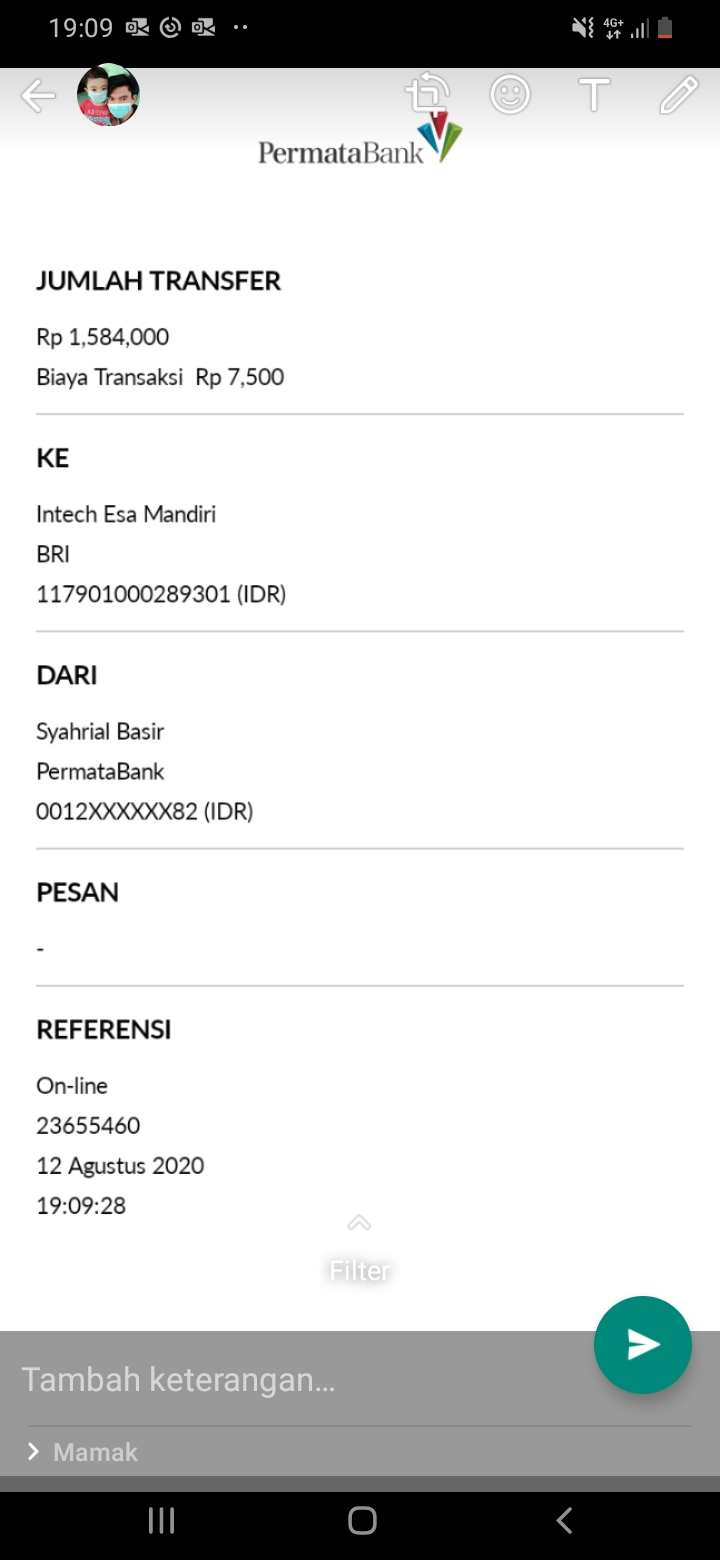 19:09
4G+
PermataBank
JUMLAH TRANSFER
Rp 1,584,000
Biaya Transaksi Rp 7,500
KE
Intech Esa Mandiri
BRI
117901000289301 (IDR)
DARI
Syahrial Basir
PermataBank
0012XXXXXX82 (IDR)
PESAN
-
REFERENSI
On-line
23655460
12 Agustus 2020
19:09:28
Filter
Tambah keterangan...
Mamak